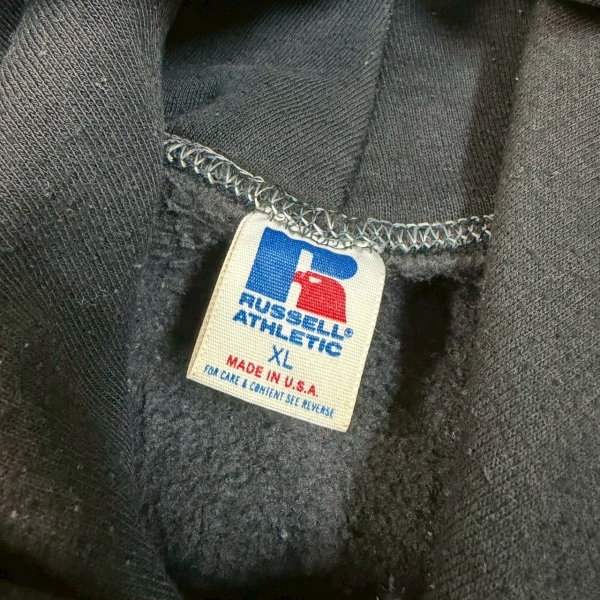 RUSSELL®
ATHLETIC
XL
MADE IN U.S.A.
FOR CARE & CONTENT SEE REVERSE